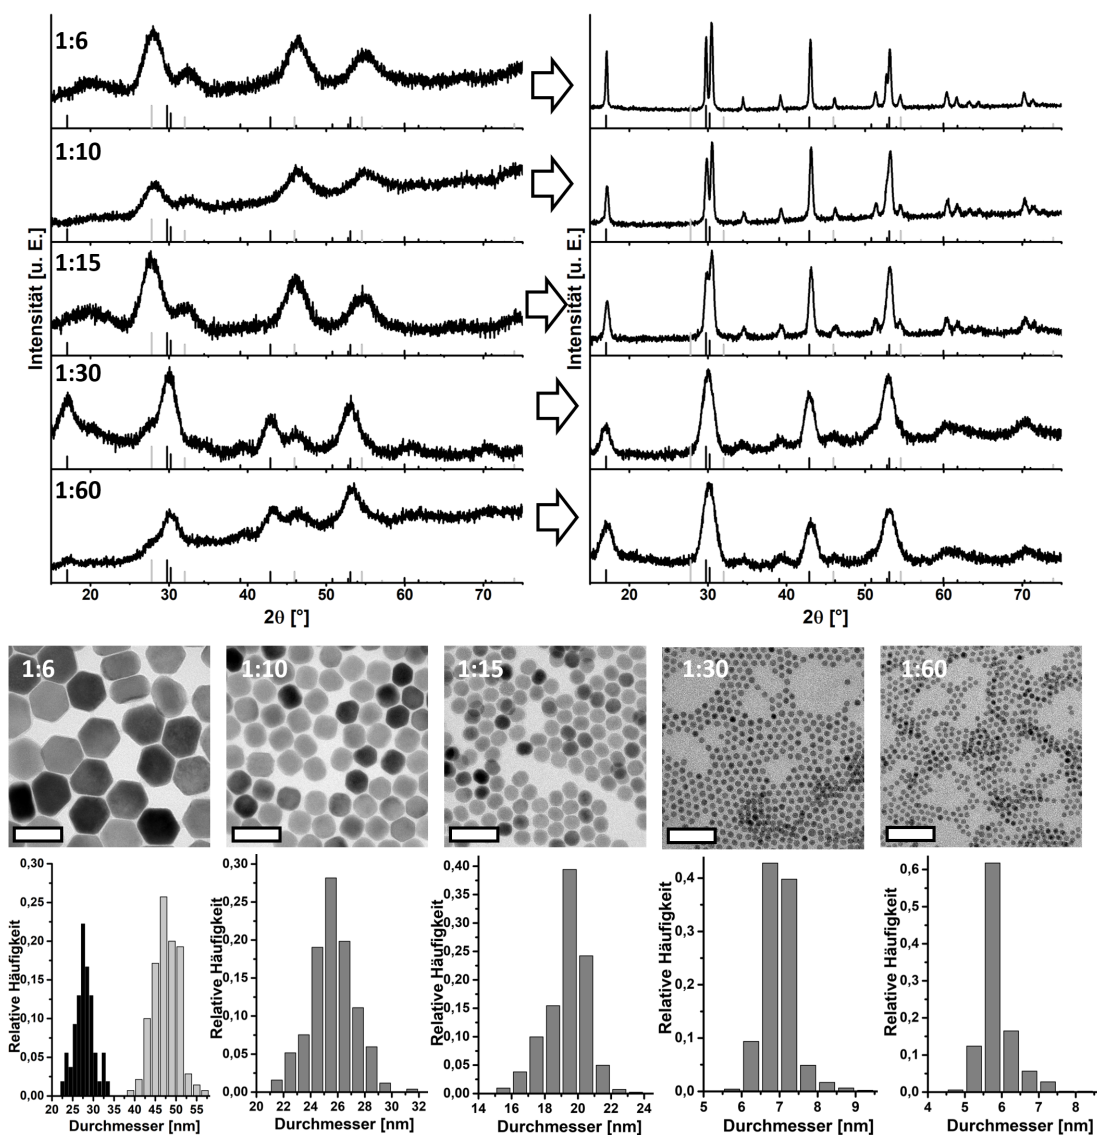 1:6
1:10
1:15
1:30
1:60
Intensität [u. E.]
20 30 40 50 60 70
2θ [°]
Intensität [u. E.]
20 30 40 50 60 70
2θ [°]
1:6 1:10 1:15 1:30 1:60
Relative Häufigkeit
0,30
0,25
0,20
0,15
0,10
0,05
0,00
20 25 30 35 40 45 50 55
Durchmesser [nm]
Relative Häufigkeit
0,30
0,25
0,20
0,15
0,10
0,05
0,00
20 22 24 26 28 30 32
Durchmesser [nm]
Relative Häufigkeit
0,40
0,35
0,30
0,25
0,20
0,15
0,10
0,05
0,00
14 16 18 20 22 24
Durchmesser [nm]
Relative Häufigkeit
0,4
0,3
0,2
0,1
0,0
5 6 7 8 9
Durchmesser [nm]
Relative Häufigkeit
0,6
0,5
0,4
0,3
0,2
0,1
0,0
4 5 6 7 8
Durchmesser [nm]